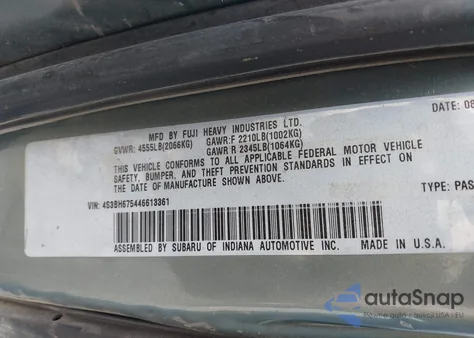 MFD BY FUJI HEAVY INDUSTRIES LTD. DATE: 08
GVWR: 4555LB(2066KG) GAWR:F 2210LB(1002KG)
GAWR R 2345LB(1064KG)
THIS VEHICLE CONFORMS TO ALL APPLICABLE FEDERAL MOTOR VEHICLE
SAFETY, BUMPER, AND THEFT PREVENTION STANDARDS IN EFFECT ON
THE DATE OF MANUFACTURE SHOWN ABOVE.
VIN: 4S3BH675446613361 TYPE: PAS
ASSEMBLED BY SUBARU OF INDIANA AUTOMOTIVE INC. MADE IN U.S.A.
autoSnap